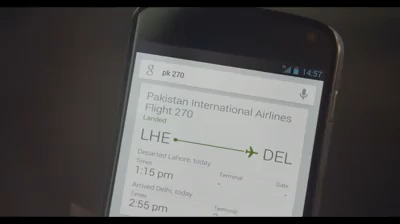 14:57
g pk 270
Pakistan International Airlines
Flight 270
Landed
LHE DEL
Departed Lahore, today
Times Terminal Gate
1:15 pm - -
Arrived Delhi, today
Times
2:55 pm